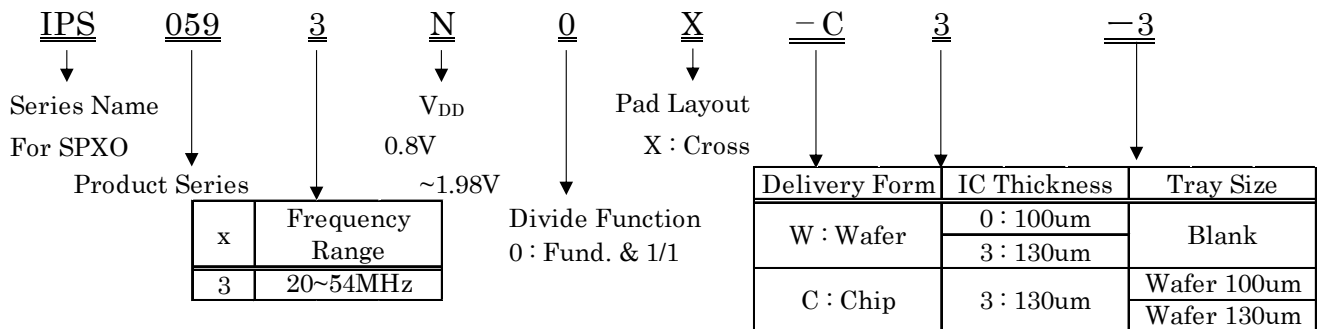 IPS 059 3 N 0 X －C 3 －3
Series Name
For SPXO
Product Series
V_DD
0.8V
~1.98V
Pad Layout
X : Cross
x Frequency Range
3 20~54MHz
Divide Function
0 : Fund. & 1/1
Delivery Form IC Thickness Tray Size
W : Wafer 0 : 100um Blank
3 : 130um
C : Chip 3 : 130um Wafer 100um
Wafer 130um